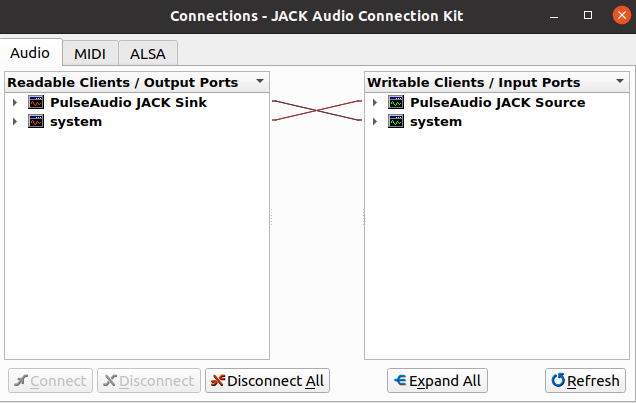 Connections - JACK Audio Connection Kit
Audio MIDI ALSA
Readable Clients / Output Ports Writable Clients / Input Ports
PulseAudio JACK Sink PulseAudio JACK Source
system system
Connect Disconnect Disconnect All Expand All Refresh